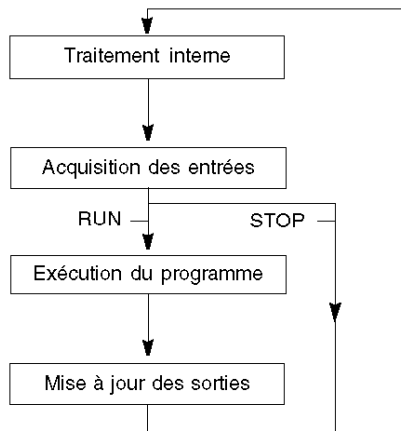 Traitement interne
Acquisition des entrées
RUN
STOP
Exécution du programme
Mise à jour des sorties